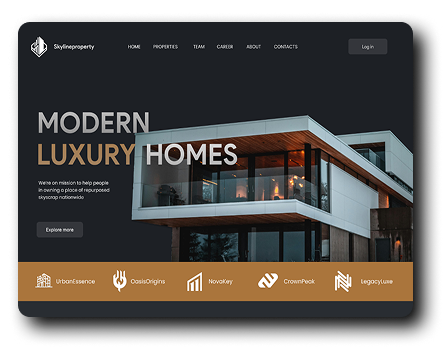 Skylineproperty
HOME PROPERTIES TEAM CAREER ABOUT CONTACTS
Log in
MODERN
LUXURY HOMES
We're on mission to help people
in owning a place of repurposed
skyscrap nationwide
Explore more
UrbanEssence OasisOrigins NovaKey CrownPeak LegacyLuxe